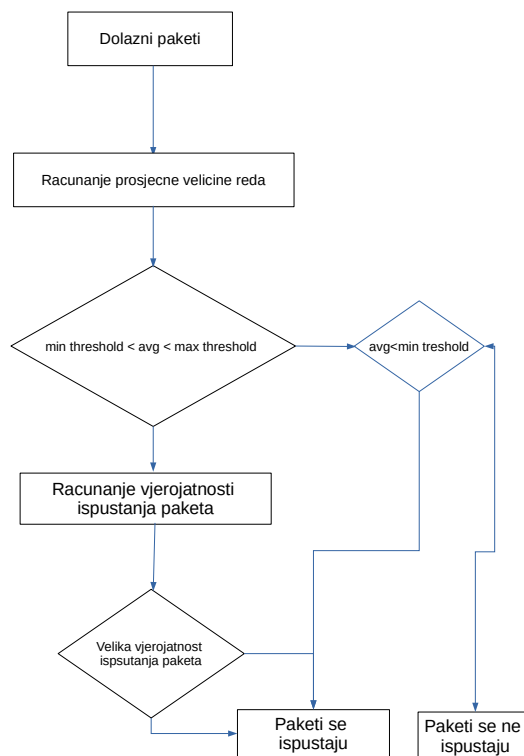 Dolazni paketi
Racunanje prosjecne velicine reda
min threshold < avg < max threshold
avg<min treshold
Racunanje vjerojatnosti
ispustanja paketa
Velika vjerojatnost
ispsutanja paketa
Paketi se
ispustaju
Paketi se ne
ispustaju